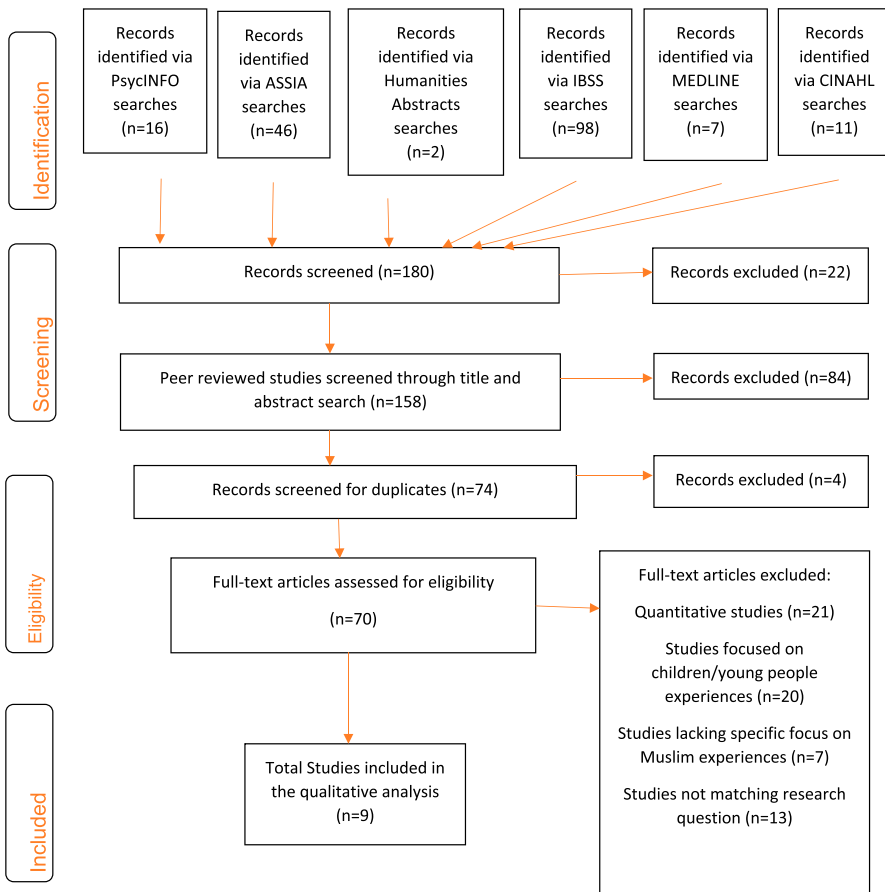 Identification
Records
identified via
PsycINFO
searches
(n=16)
Records
identified
via ASSIA
searches
(n=46)
Records
identified via
Humanities
Abstracts
searches
(n=2)
Records
identified
via IBSS
searches
(n=98)
Records
identified via
MEDLINE
searches
(n=7)
Records
identified
via CINAHL
searches
(n=11)
Screening
Records screened (n=180)
Records excluded (n=22)
Peer reviewed studies screened through title and
abstract search (n=158)
Records excluded (n=84)
Eligibility
Records screened for duplicates (n=74)
Records excluded (n=4)
Full-text articles assessed for eligibility
(n=70)
Full-text articles excluded:
Quantitative studies (n=21)
Studies focused on
children/young people
experiences (n=20)
Studies lacking specific focus on
Muslim experiences (n=7)
Studies not matching research
question (n=13)
Included
Total Studies included in
the qualitative analysis
(n=9)